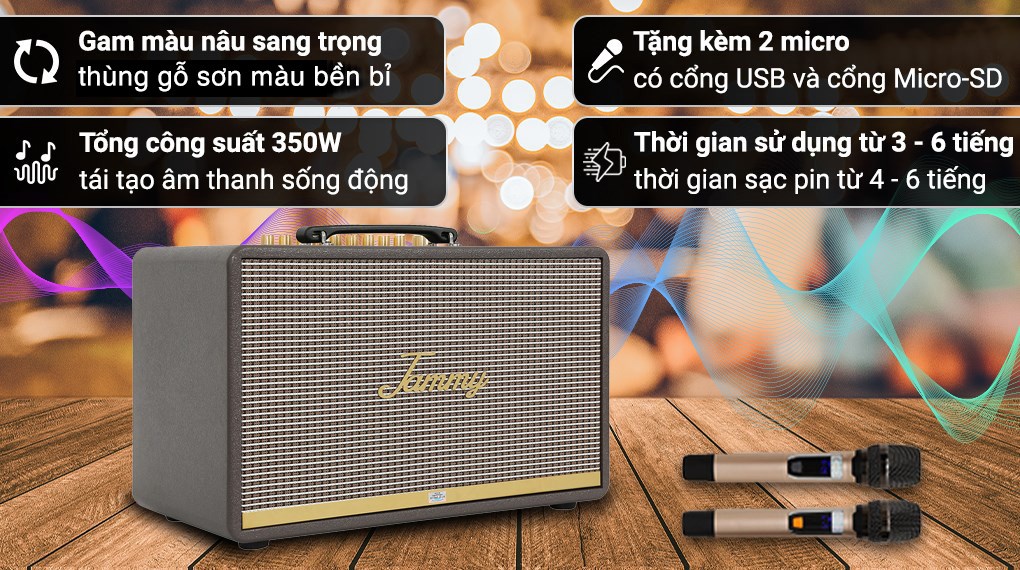 Gam màu nâu sang trọng
thùng gỗ sơn màu bền bỉ
Tổng công suất 350W
tái tạo âm thanh sống động
Tặng kèm 2 micro
có cổng USB và cổng Micro-SD
Thời gian sử dụng từ 3 - 6 tiếng
thời gian sạc pin từ 4 - 6 tiếng
Jammy